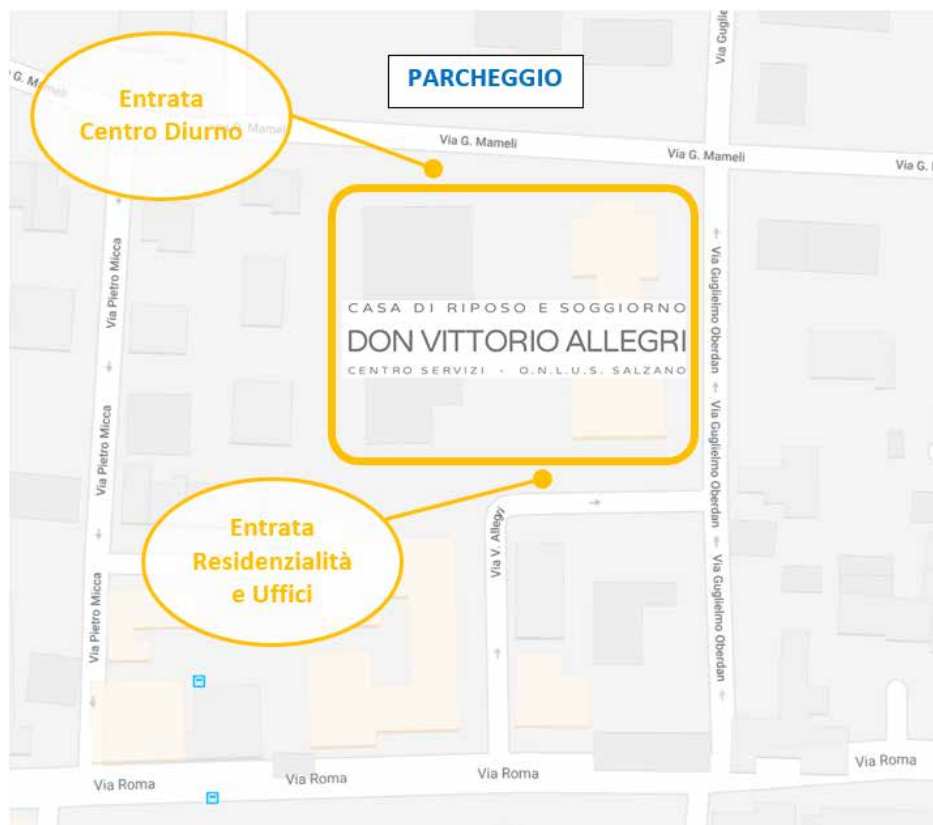 Via Guglie
PARCHEGGIO
G. Mameli
Entrata
Centro Diurno
G. Mameli
Via G. Mameli
Via G. Mameli
Via G.
Via Pietro Micca
Via Guglielmo Oberdan
CASA DI RIPOSO E SOGGIORNO
DON VITTORIO ALLEGRI
CENTRO SERVIZI - O.N.L.U.S. SALZANO
Via Pietro Micca
Via Guglielmo Oberdan
Entrata
Residenzialità
e Uffici
Via V. Allegri
Via Pietro Micca
Via Guglielmo Oberdan
Via Roma
Via Roma
Via Roma
Via Roma